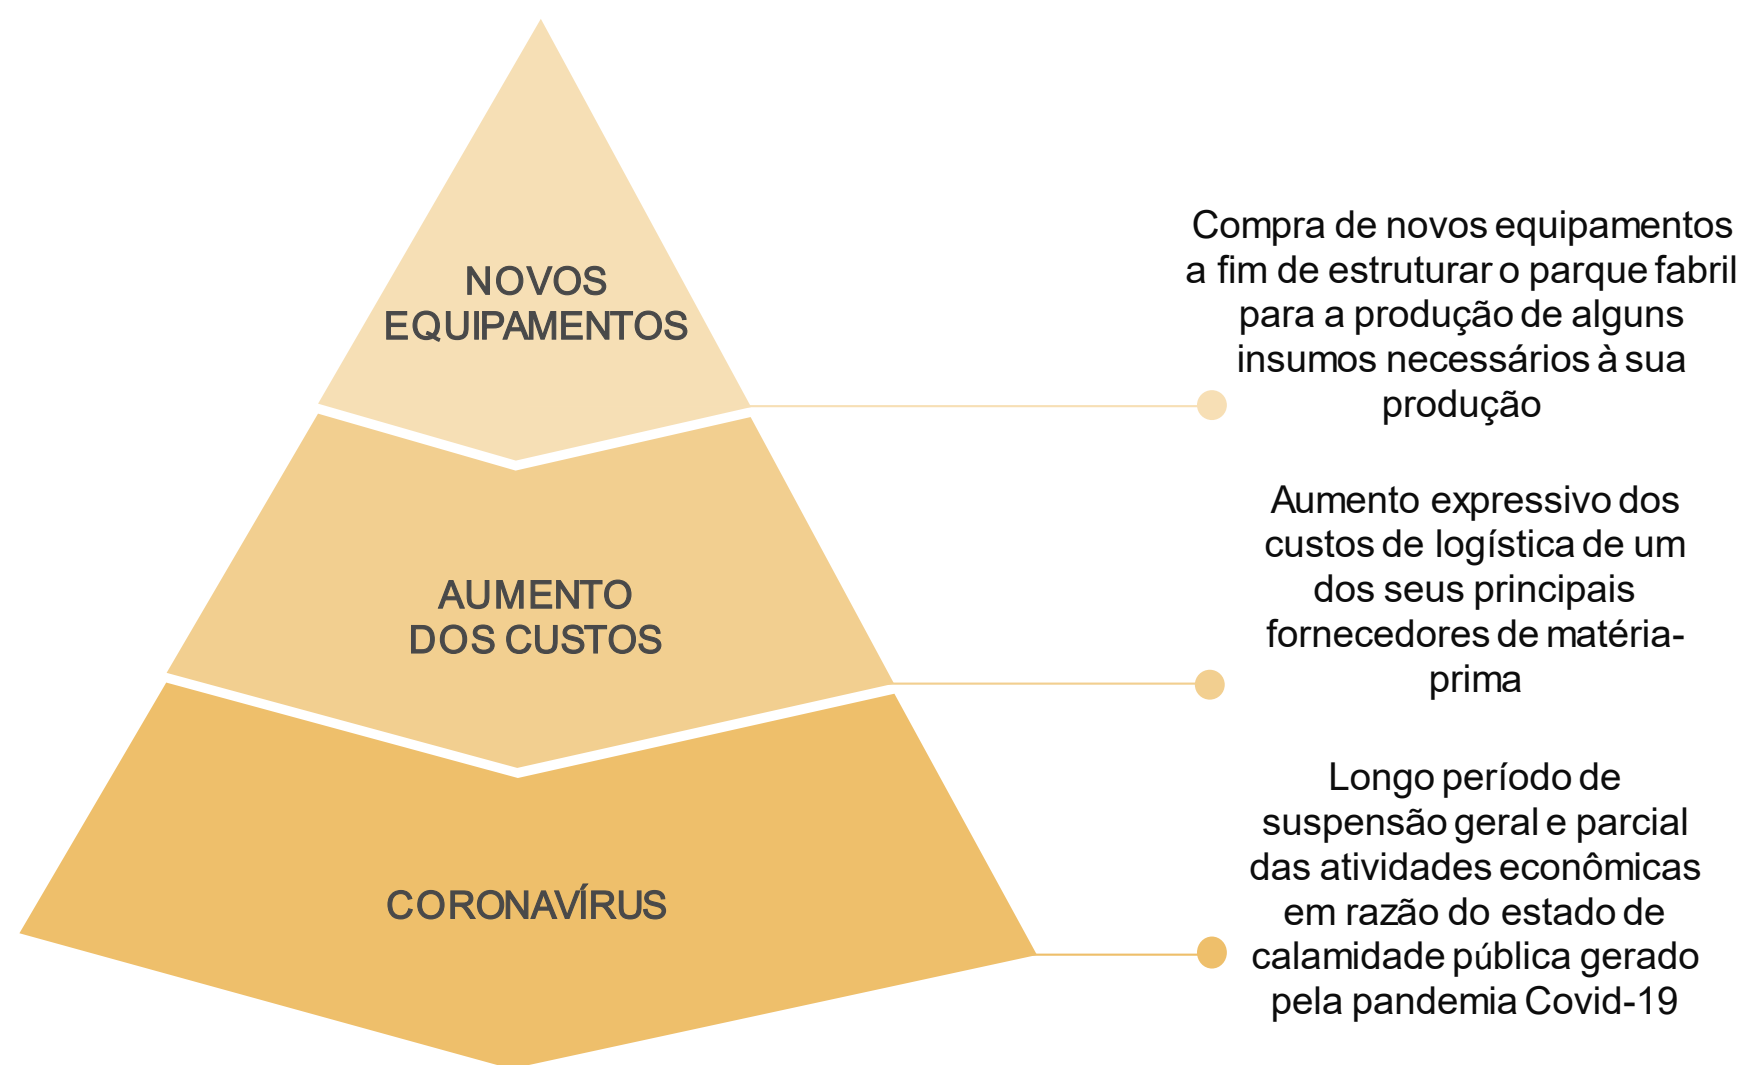 NOVOS
EQUIPAMENTOS
Compra de novos equipamentos
a fim de estruturar o parque fabril
para a produção de alguns
insumos necessários à sua
produção
AUMENTO
DOS CUSTOS
Aumento expressivo dos
custos de logística de um
dos seus principais
fornecedores de matéria-
prima
CORONAVÍRUS
Longo período de
suspensão geral e parcial
das atividades econômicas
em razão do estado de
calamidade pública gerado
pela pandemia Covid-19